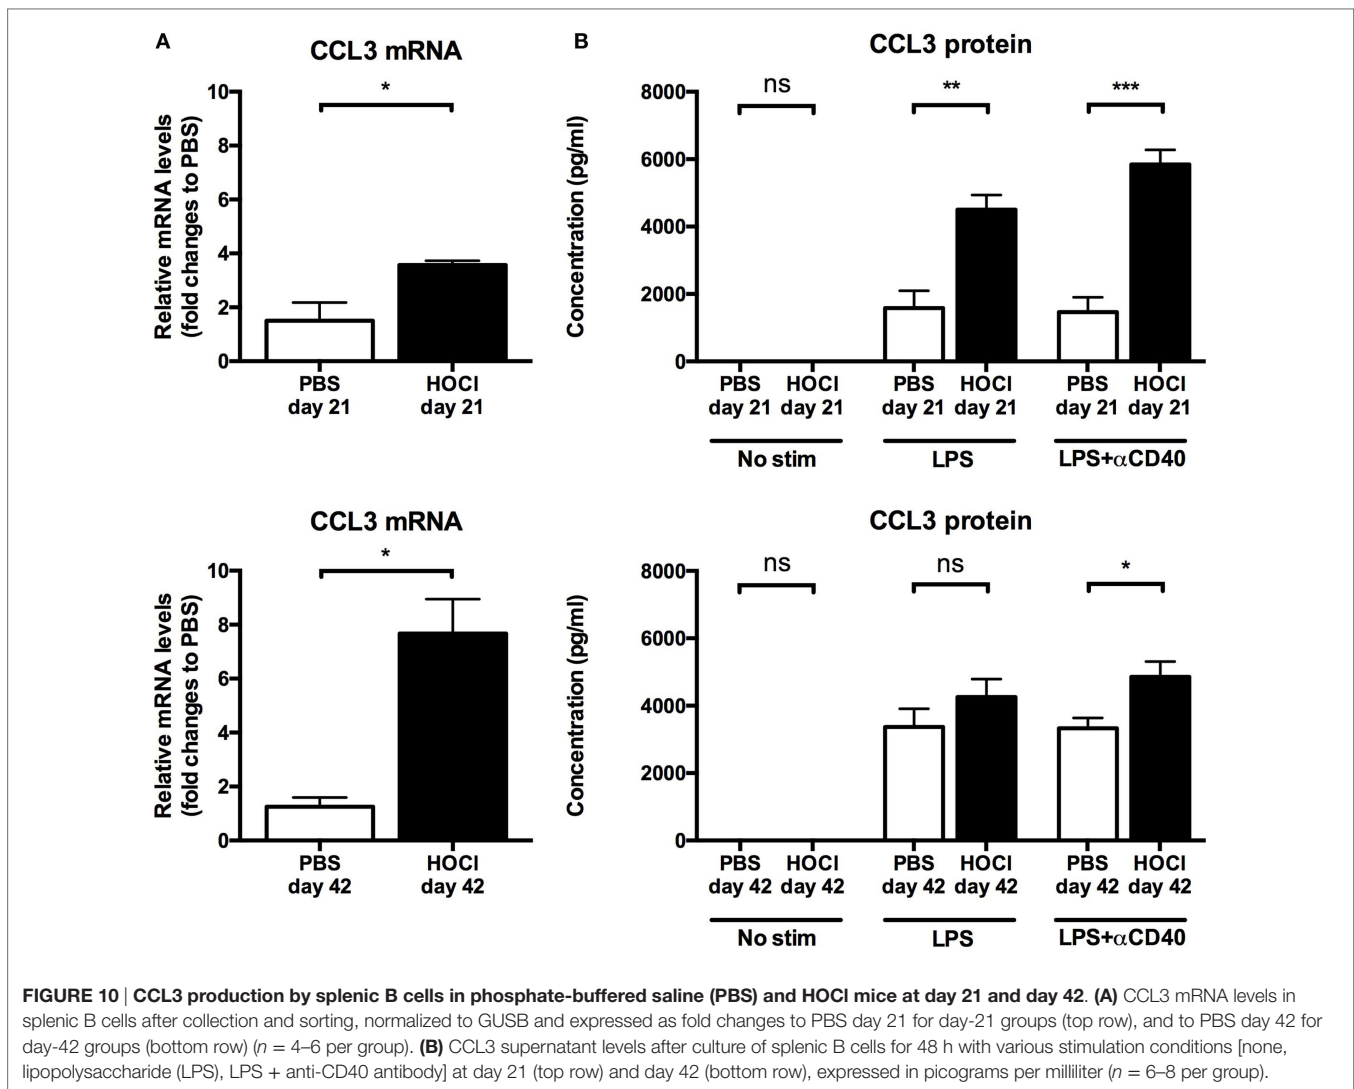 A
CCL3 mRNA
*
Relative mRNA levels
(fold changes to PBS)
10
8
6
4
2
0
PBS
day 21
HOCl
day 21
B
CCL3 protein
ns
**
***
Concentration (pg/ml)
8000
6000
4000
2000
0
PBS HOCl PBS HOCl PBS HOCl
day 21 day 21 day 21 day 21 day 21 day 21
No stim LPS LPS+αCD40
CCL3 mRNA
*
Relative mRNA levels
(fold changes to PBS)
10
8
6
4
2
0
PBS
day 42
HOCl
day 42
CCL3 protein
ns
ns
*
Concentration (pg/ml)
8000
6000
4000
2000
0
PBS HOCl PBS HOCl PBS HOCl
day 42 day 42 day 42 day 42 day 42 day 42
No stim LPS LPS+αCD40
FIGURE 10 | CCL3 production by splenic B cells in phosphate-buffered saline (PBS) and HOCl mice at day 21 and day 42. (A) CCL3 mRNA levels in
splenic B cells after collection and sorting, normalized to GUSB and expressed as fold changes to PBS day 21 for day-21 groups (top row), and to PBS day 42 for
day-42 groups (bottom row) (n = 4–6 per group). (B) CCL3 supernatant levels after culture of splenic B cells for 48 h with various stimulation conditions [none,
lipopolysaccharide (LPS), LPS + anti-CD40 antibody] at day 21 (top row) and day 42 (bottom row), expressed in picograms per milliliter (n = 6–8 per group).